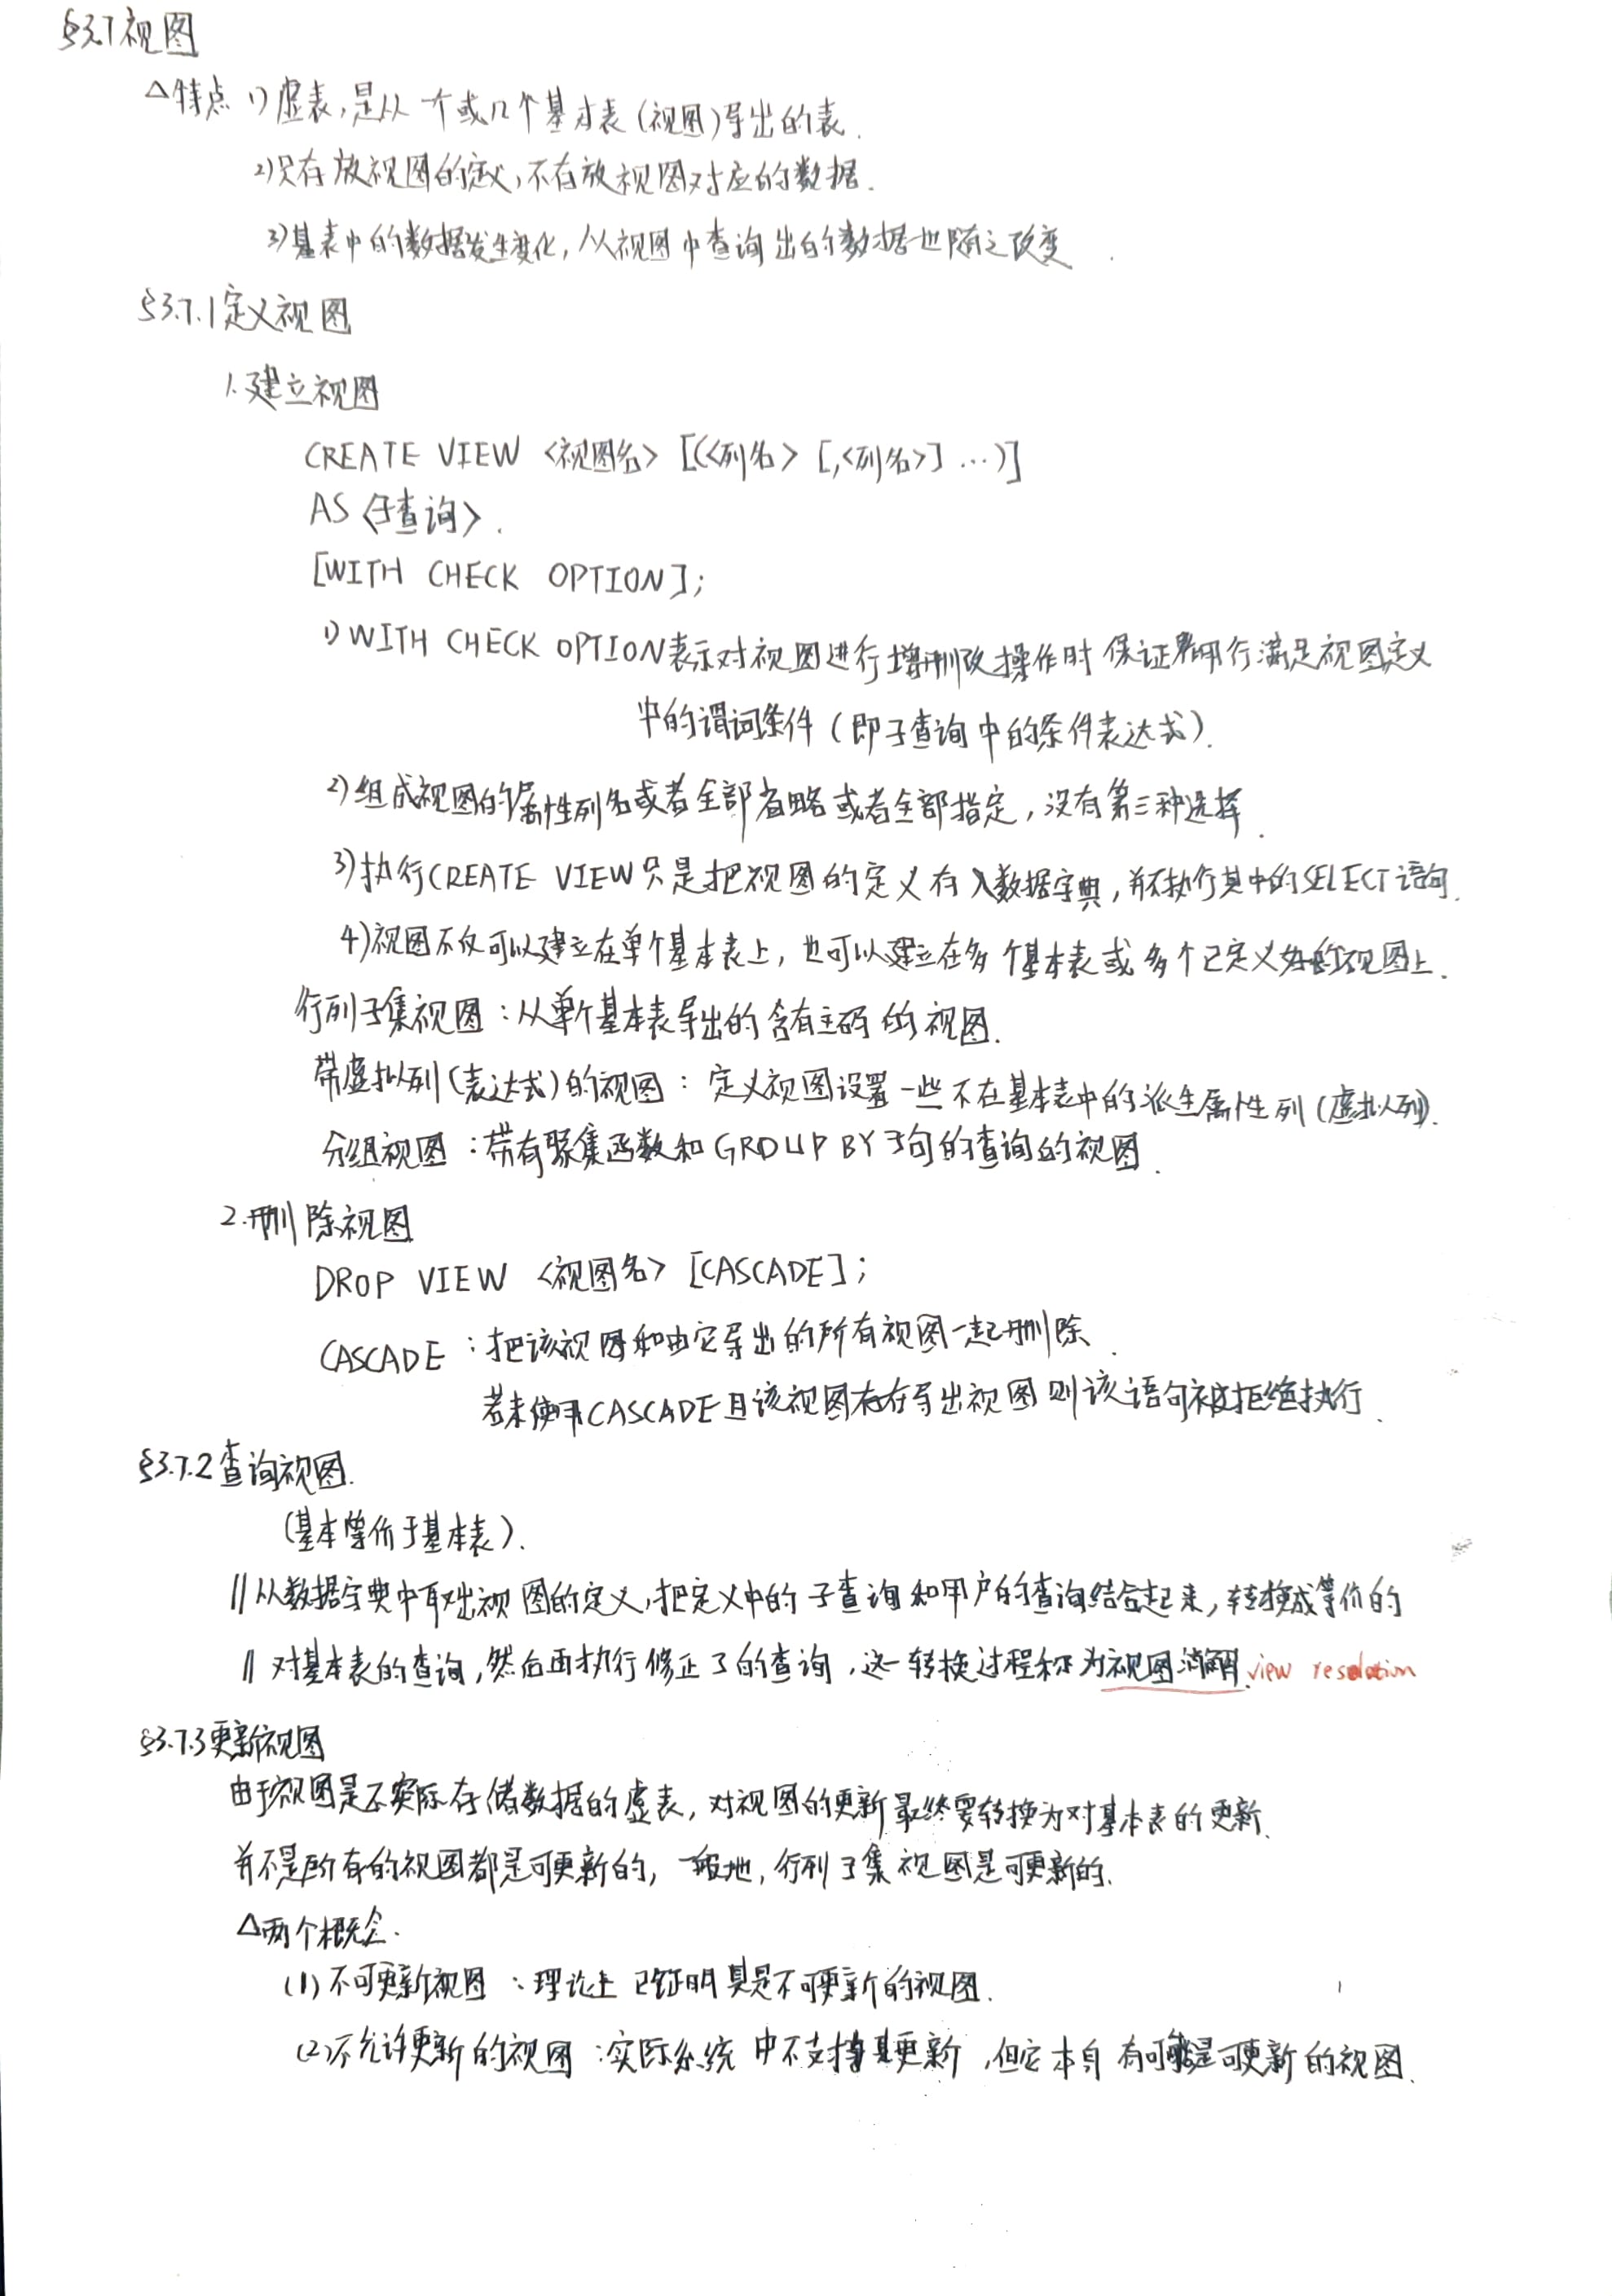 §3.7视图
△特点 1)虚表,是从一个或几个基本表(视图)导出的表.
2)只存放视图的定义,不存放视图对应的数据.
3)基表中的数据发生变化,从视图中查询出的数据也随之改变.
§3.7.1定义视图
1.建立视图
CREATE VIEW <视图名> [(<列名> [,<列名>] …)]
AS <子查询>.
[WITH CHECK OPTION];
1) WITH CHECK OPTION表示对视图进行增删改操作时保证行满足视图定义
中的谓词条件(即子查询中的条件表达式).
2)组成视图的属性列名或者全部省略或者全部指定,没有第三种选择.
3)执行CREATE VIEW只是把视图的定义存入数据字典,并不执行其中的SELECT语句.
4)视图不仅可以建立在单个基本表上,也可以建立在多个基本表或多个已定义好的视图上.
行列子集视图:从单个基本表导出的含有主码的视图.
带虚拟列(表达式)的视图:定义视图设置一些不在基本表中的派生属性列(虚拟列).
分组视图:带有聚集函数和GROUP BY子句的查询的视图.
2.删除视图
DROP VIEW <视图名> [CASCADE];
CASCADE:把该视图和由它导出的所有视图一起删除.
若未使用CASCADE且该视图存在导出视图则该语句被拒绝执行.
§3.7.2查询视图.
(基本等价于基本表).
∥从数据字典中取出视图的定义,把定义中的子查询和用户的查询结合起来,转换成等价的
∥对基本表的查询,然后再执行修正了的查询,这一转换过程称为视图消解.view resolution
§3.7.3更新视图
由于视图是不实际存储数据的虚表,对视图的更新最终要转换为对基本表的更新.
并不是所有的视图都是可更新的,一般地,行列子集视图是可更新的.
△两个概念.
(1)不可更新视图:理论上已证明其是不可更新的视图.
(2)不允许更新的视图:实际系统中不支持其更新,但它本身有可能是可更新的视图.